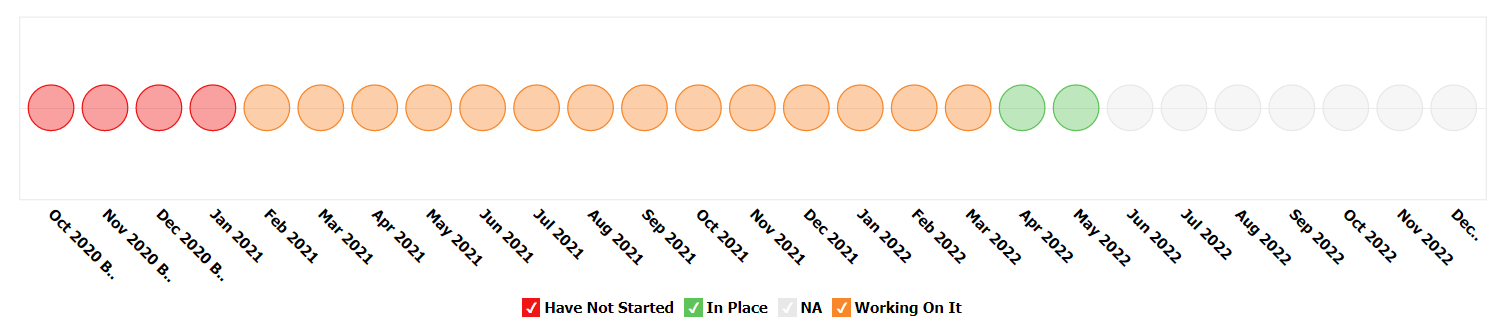 Oct 2020 B..
Nov 2020 B..
Dec 2020 B..
Jan 2021
Feb 2021
Mar 2021
Apr 2021
May 2021
Jun 2021
Jul 2021
Aug 2021
Sep 2021
Oct 2021
Nov 2021
Dec 2021
Jan 2022
Feb 2022
Mar 2022
Apr 2022
May 2022
Jun 2022
Jul 2022
Aug 2022
Sep 2022
Oct 2022
Nov 2022
Dec..
Have Not Started In Place NA Working On It